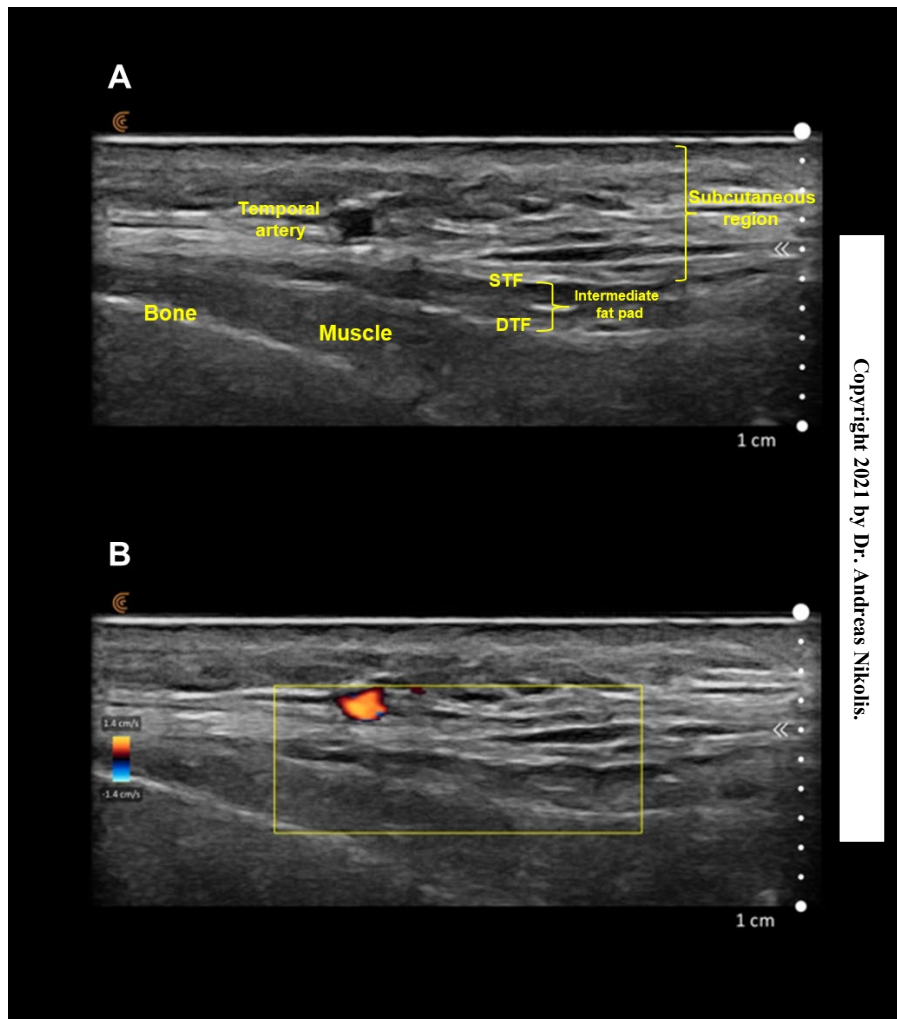 A
Temporal
artery
Subcutaneous
region
STF
Intermediate
fat pad
DTF
Bone
Muscle
1 cm
B
1.4 cm/s
-1.4 cm/s
1 cm
Copyright 2021 by Dr. Andreas Nikolis.